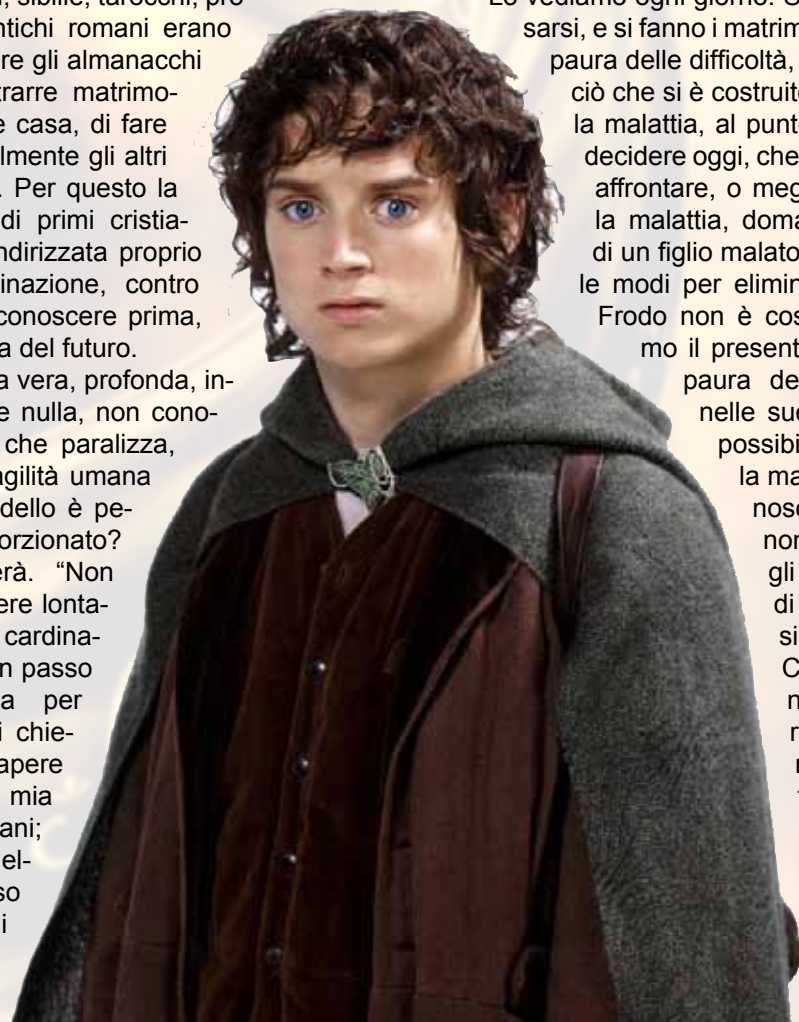 sibille, tarocchi, pro
ntichi romani erano
re gli almanacchi
trarre matrimo-
e casa, di fare
lmente gli altri
. Per questo la
di primi cristia-
ndirizzata proprio
inazione, contro
conoscere prima,
a del futuro.
a vera, profonda, in-
e nulla, non cono-
che paralizza,
agilità umana
dello è pe-
orzionato?
erà. “Non
ere lonta-
cardina-
n passo
a per
i chie-
apere
mia
ani;
el-
so
i
Lo vediamo ogni giorno.
sarsi, e si fanno i matrim
paura delle difficoltà,
ciò che si è costruit
la malattia, al punt
decidere oggi, che
affrontare, o meg
la malattia, doma
di un figlio malato
le modi per elimin
Frodo non è cos
mo il present
paura de
nelle sue
possibi
la ma
nosc
non
gli
di
si
C
n
r